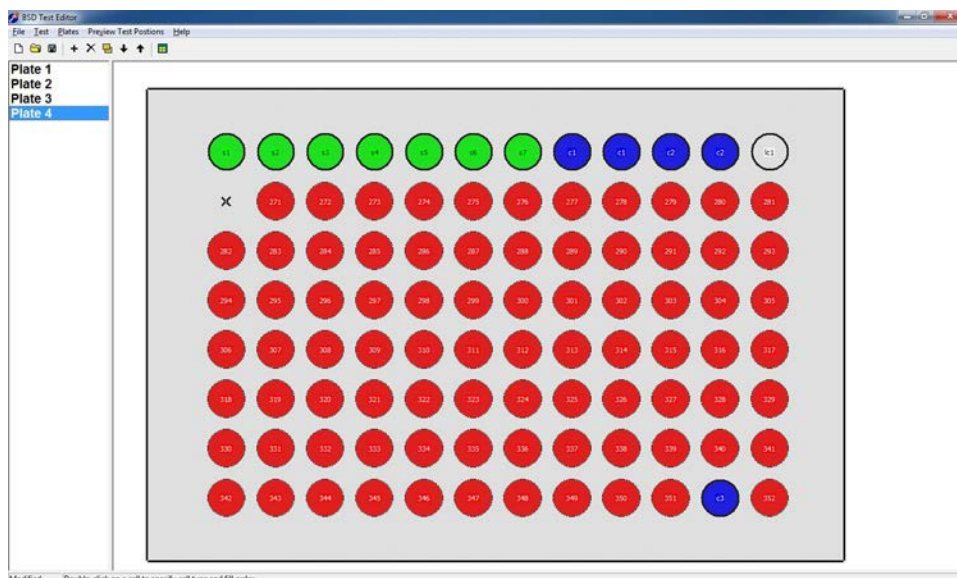 BSD Test Editor
File Test Plates Preview Test Postions Help
Plate 1
Plate 2
Plate 3
Plate 4
s1 s2 s3 s4 s5 s6 s7 c1 c1 c2 c2 lc1
271 272 273 274 275 276 277 278 279 280 281
282 283 284 285 286 287 288 289 290 291 292 293
294 295 296 297 298 299 300 301 302 303 304 305
306 307 308 309 310 311 312 313 314 315 316 317
318 319 320 321 322 323 324 325 326 327 328 329
330 331 332 333 334 335 336 337 338 339 340 341
342 343 344 345 346 347 348 349 350 351 c3 352